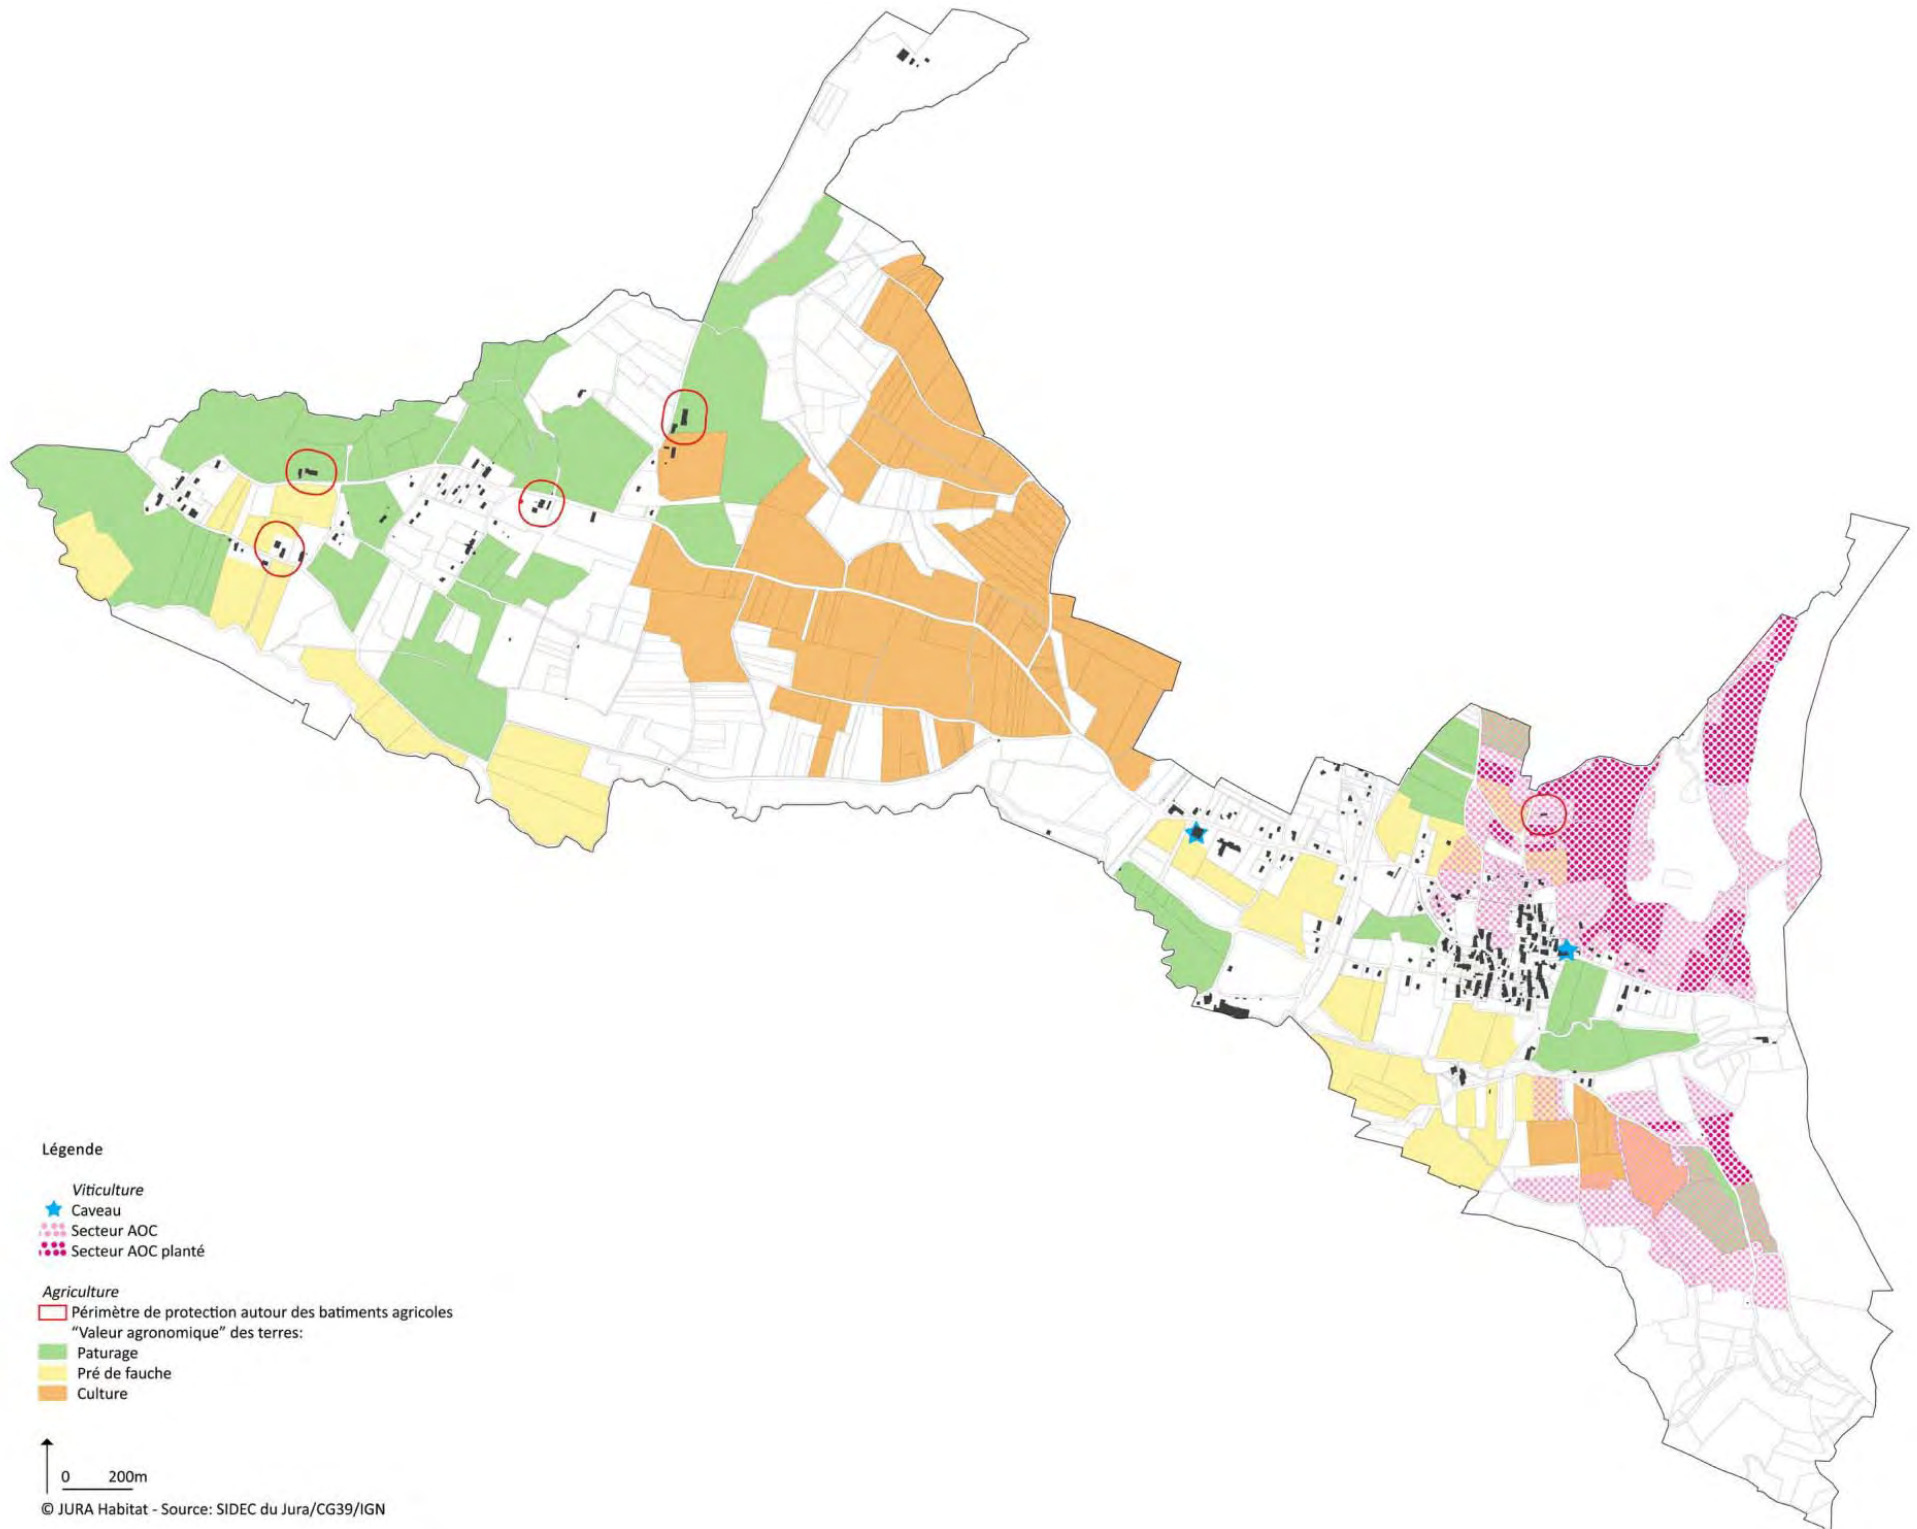 Légende
Viticulture
Caveau
Secteur AOC
Secteur AOC planté
Agriculture
Périmètre de protection autour des batiments agricoles
“Valeur agronomique” des terres:
Paturage
Pré de fauche
Culture
0 200m
© JURA Habitat - Source: SIDEC du Jura/CG39/IGN